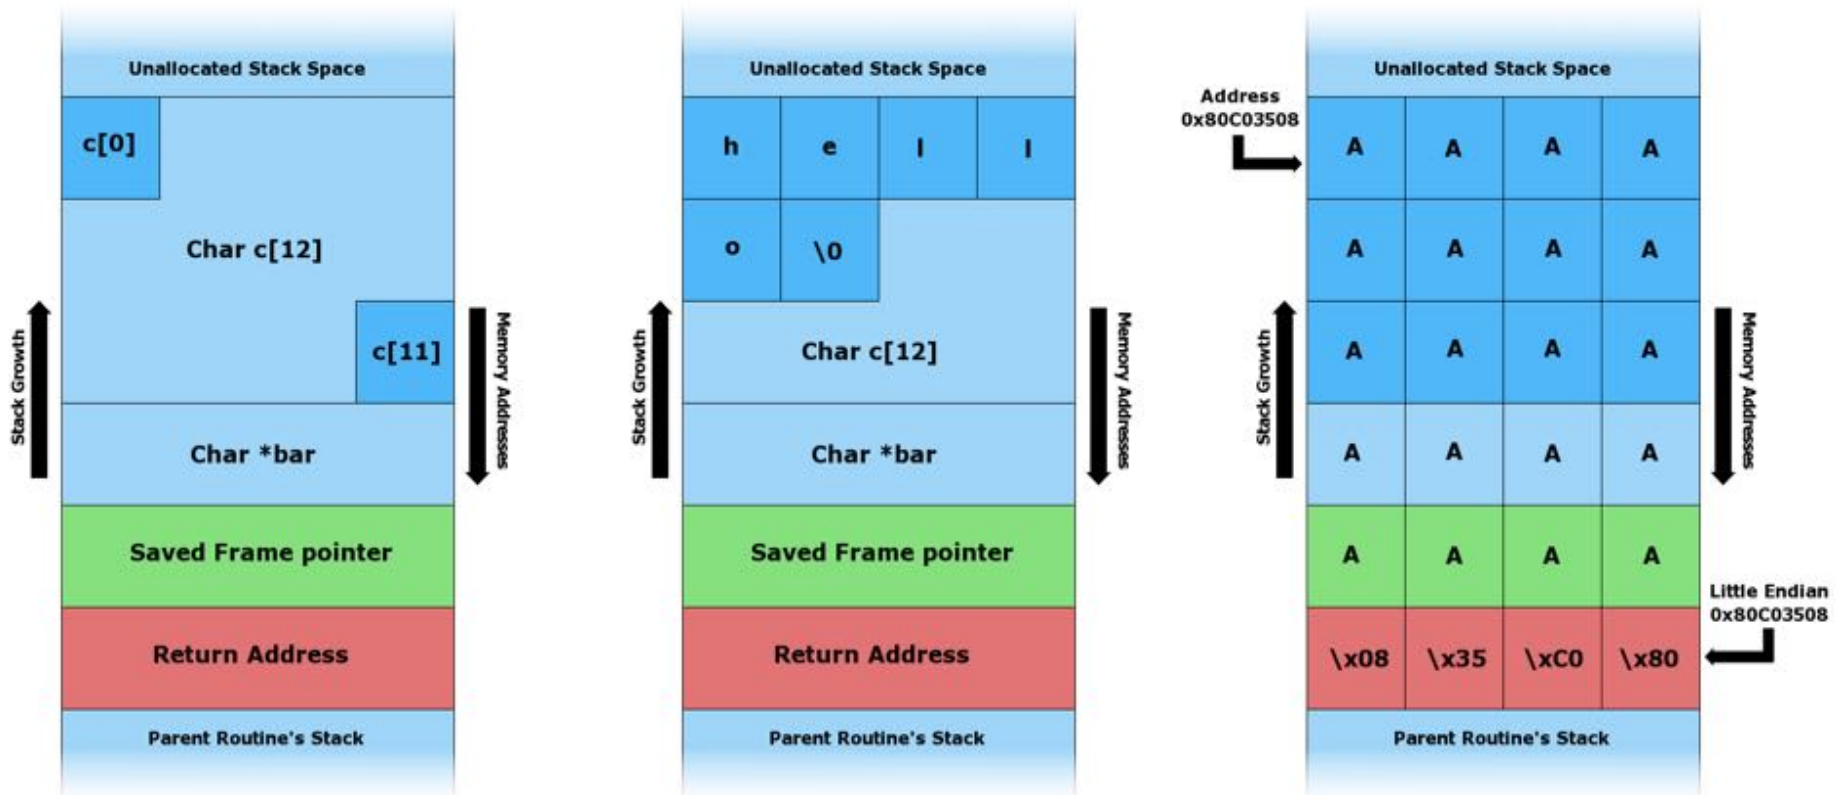 Unallocated Stack Space
c[0]
Char c[12]
c[11]
Char *bar
Saved Frame pointer
Return Address
Parent Routine's Stack
Stack Growth
Memory Addresses
Unallocated Stack Space
h e l l
o \0
Char c[12]
Char *bar
Saved Frame pointer
Return Address
Parent Routine's Stack
Stack Growth
Memory Addresses
Address
0x80C03508
Unallocated Stack Space
A A A A
A A A A
A A A A
A A A A
A A A A
\x08 \x35 \xC0 \x80
Parent Routine's Stack
Stack Growth
Memory Addresses
Little Endian
0x80C03508